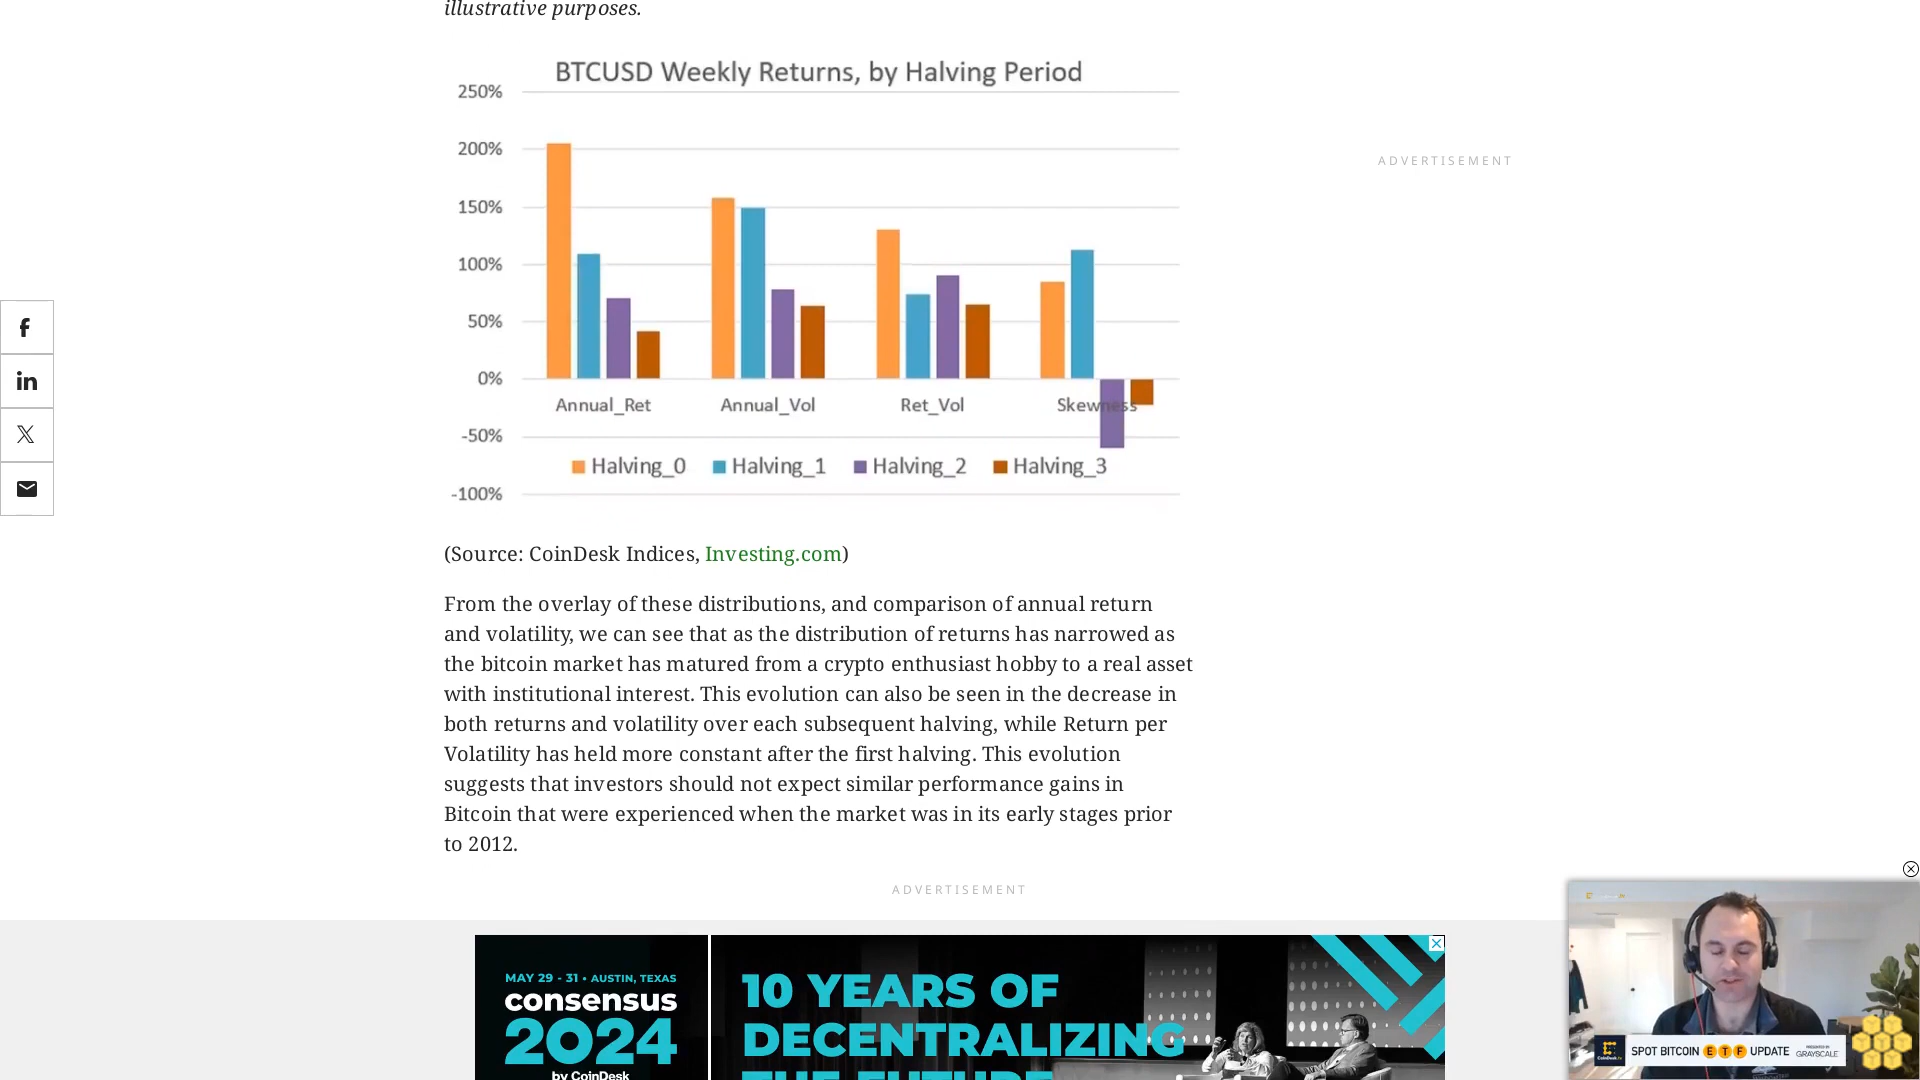 illustrative purposes.
BTCUSD Weekly Returns, by Halving Period
250%
200%
150%
100%
50%
0%
-50%
-100%
Annual_Ret
Annual_Vol
Ret_Vol
Skewness
Halving_0
Halving_1
Halving_2
Halving_3
ADVERTISEMENT
(Source: CoinDesk Indices, Investing.com)
From the overlay of these distributions, and comparison of annual return
and volatility, we can see that as the distribution of returns has narrowed as
the bitcoin market has matured from a crypto enthusiast hobby to a real asset
with institutional interest. This evolution can also be seen in the decrease in
both returns and volatility over each subsequent halving, while Return per
Volatility has held more constant after the first halving. This evolution
suggests that investors should not expect similar performance gains in
Bitcoin that were experienced when the market was in its early stages prior
to 2012.
ADVERTISEMENT
MAY 29 - 31 • AUSTIN, TEXAS
consensus
2024
by CoinDesk
10 YEARS OF
DECENTRALIZING
THE FUTURE
SPOT BITCOIN ETF UPDATE
PRESENTED BY
GRAYSCALE
CoinDesk